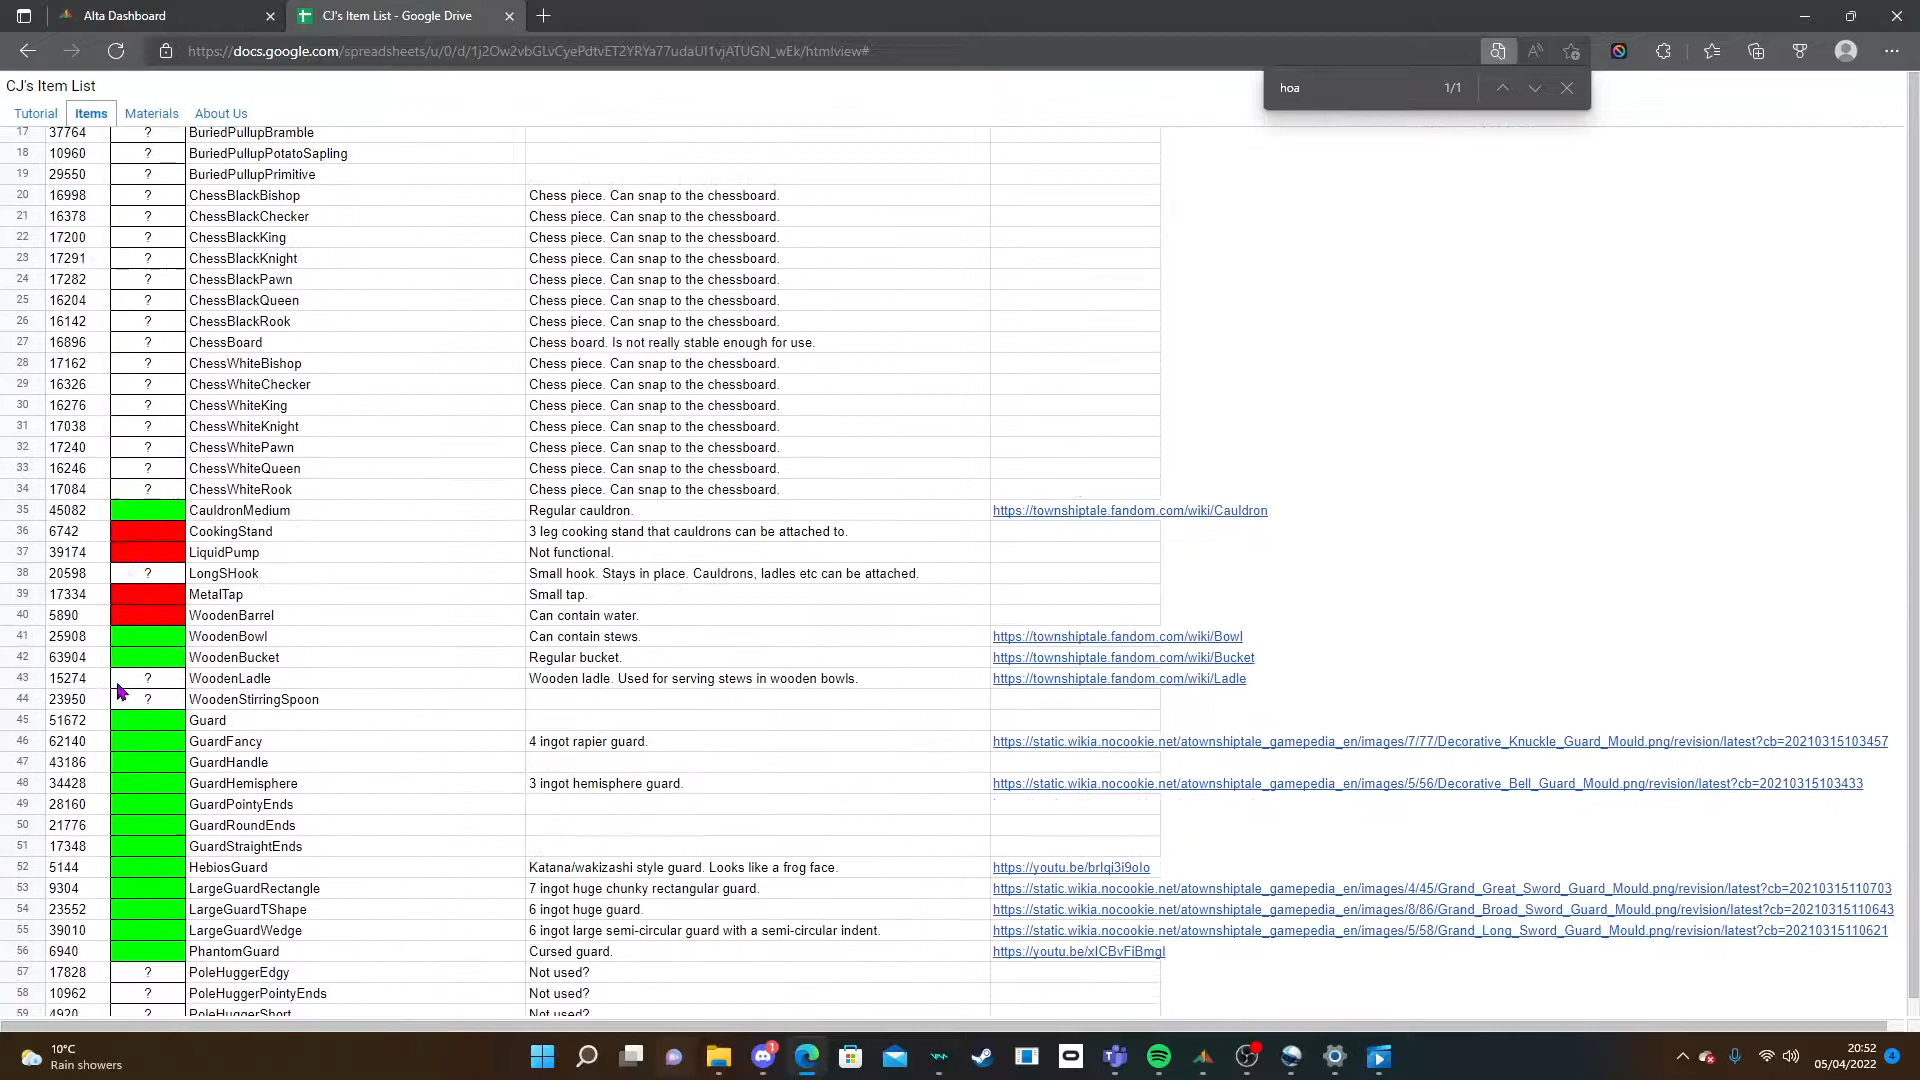 Alta Dashboard
CJ's Item List - Google Drive
https://docs.google.com/spreadsheets/u/0/d/1j2Ow2vbGLvCyePdtvET2YRYa77udaUI1vjATUGN_wEk/htmlview#
hoa 1/1
CJ's Item List
Tutorial Items Materials About Us
17 37764 ? BuriedPullupBramble
18 10960 ? BuriedPullupPotatoSapling
19 29550 ? BuriedPullupPrimitive
20 16998 ? ChessBlackBishop Chess piece. Can snap to the chessboard.
21 16378 ? ChessBlackChecker Chess piece. Can snap to the chessboard.
22 17200 ? ChessBlackKing Chess piece. Can snap to the chessboard.
23 17291 ? ChessBlackKnight Chess piece. Can snap to the chessboard.
24 17282 ? ChessBlackPawn Chess piece. Can snap to the chessboard.
25 16204 ? ChessBlackQueen Chess piece. Can snap to the chessboard.
26 16142 ? ChessBlackRook Chess piece. Can snap to the chessboard.
27 16896 ? ChessBoard Chess board. Is not really stable enough for use.
28 17162 ? ChessWhiteBishop Chess piece. Can snap to the chessboard.
29 16326 ? ChessWhiteChecker Chess piece. Can snap to the chessboard.
30 16276 ? ChessWhiteKing Chess piece. Can snap to the chessboard.
31 17038 ? ChessWhiteKnight Chess piece. Can snap to the chessboard.
32 17240 ? ChessWhitePawn Chess piece. Can snap to the chessboard.
33 16246 ? ChessWhiteQueen Chess piece. Can snap to the chessboard.
34 17084 ? ChessWhiteRook Chess piece. Can snap to the chessboard.
35 45082 CauldronMedium Regular cauldron. https://townshiptale.fandom.com/wiki/Cauldron
36 6742 CookingStand 3 leg cooking stand that cauldrons can be attached to.
37 39174 LiquidPump Not functional.
38 20598 ? LongSHook Small hook. Stays in place. Cauldrons, ladles etc can be attached.
39 17334 MetalTap Small tap.
40 5890 WoodenBarrel Can contain water.
41 25908 WoodenBowl Can contain stews. https://townshiptale.fandom.com/wiki/Bowl
42 63904 WoodenBucket Regular bucket. https://townshiptale.fandom.com/wiki/Bucket
43 15274 ? WoodenLadle Wooden ladle. Used for serving stews in wooden bowls. https://townshiptale.fandom.com/wiki/Ladle
44 23950 ? WoodenStirringSpoon
45 51672 Guard
46 62140 GuardFancy 4 ingot rapier guard. https://static.wikia.nocookie.net/atownshiptale_gamepedia_en/images/7/77/Decorative_Knuckle_Guard_Mould.png/revision/latest?cb=20210315103457
47 43186 GuardHandle
48 34428 GuardHemisphere 3 ingot hemisphere guard. https://static.wikia.nocookie.net/atownshiptale_gamepedia_en/images/5/56/Decorative_Bell_Guard_Mould.png/revision/latest?cb=20210315103433
49 28160 GuardPointyEnds
50 21776 GuardRoundEnds
51 17348 GuardStraightEnds
52 5144 HebiosGuard Katana/wakizashi style guard. Looks like a frog face. https://youtu.be/brIqj3i9oIo
53 9304 LargeGuardRectangle 7 ingot huge chunky rectangular guard. https://static.wikia.nocookie.net/atownshiptale_gamepedia_en/images/4/45/Grand_Great_Sword_Guard_Mould.png/revision/latest?cb=20210315110703
54 23552 LargeGuardTShape 6 ingot huge guard. https://static.wikia.nocookie.net/atownshiptale_gamepedia_en/images/8/86/Grand_Broad_Sword_Guard_Mould.png/revision/latest?cb=20210315110643
55 39010 LargeGuardWedge 6 ingot large semi-circular guard with a semi-circular indent. https://static.wikia.nocookie.net/atownshiptale_gamepedia_en/images/5/58/Grand_Long_Sword_Guard_Mould.png/revision/latest?cb=20210315110621
56 6940 PhantomGuard Cursed guard. https://youtu.be/xICBvFIBmgI
57 17828 ? PoleHuggerEdgy Not used?
58 10962 ? PoleHuggerPointyEnds Not used?
59 4920 ? PoleHuggerShort Not used?
10°C
Rain showers
1
20:52
05/04/2022
4